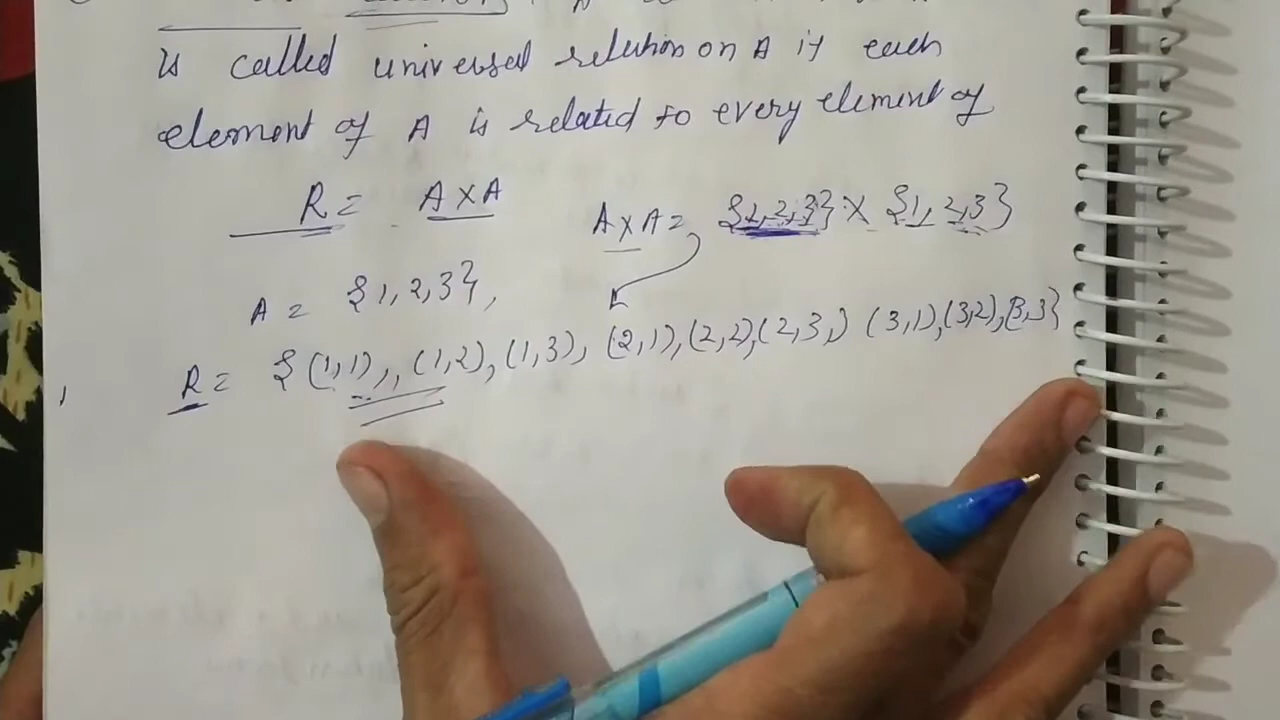 is called universal relation on A if each
element of A is related to every element of
R = A×A
A×A = {1,2,3} × {1,2,3}
A = {1,2,3},
R = {(1,1),,(1,2),(1,3),(2,1),(2,2),(2,3,) (3,1),(3,2),(3,3}